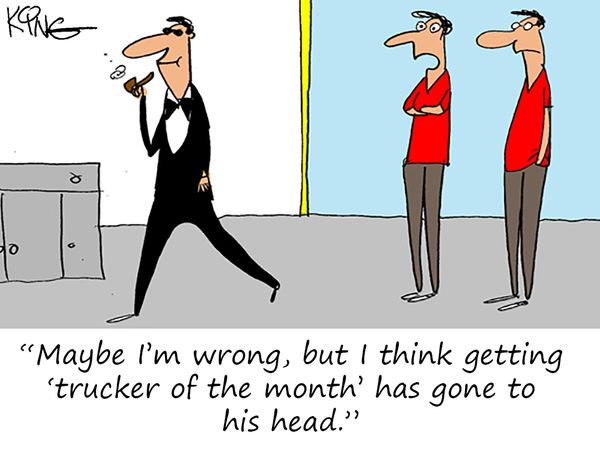 KING
“Maybe I’m wrong, but I think getting
‘trucker of the month’ has gone to
his head.”